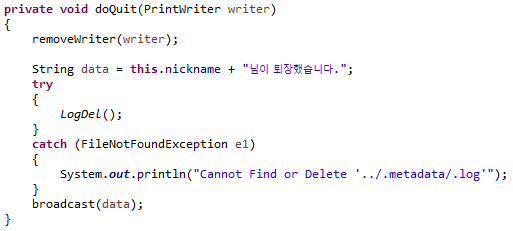 private void doQuit(PrintWriter writer)
{
    removeWriter(writer);

    String data = this.nickname + "님이 퇴장했습니다.";
    try
    {
        LogDel();
    }
    catch (FileNotFoundException e1)
    {
        System.out.println("Cannot Find or Delete '../.metadata/.log'");
    }
    broadcast(data);
}